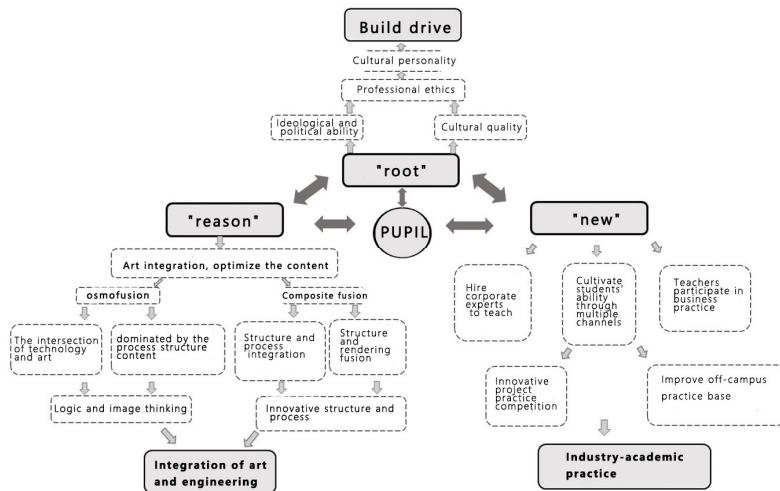 Build drive
Cultural personality
Professional ethics
Ideological and
political ability
Cultural quality
"root"
"reason"
PUPIL
"new"
Art integration, optimize the content
osmofusion
Composite fusion
The intersection
of technology
and art
dominated by the
process structure
content
Structure and
process
integration
Structure
and
rendering
fusion
Logic and image thinking
Innovative structure and
process
Integration of art
and engineering
Hire
corporate
experts
to teach
Cultivate
students'
ability
through
multiple
channels
Teachers
participate in
business
practice
Innovative
project
practice
competition
Improve off-campus
practice base
Industry-academic
practice